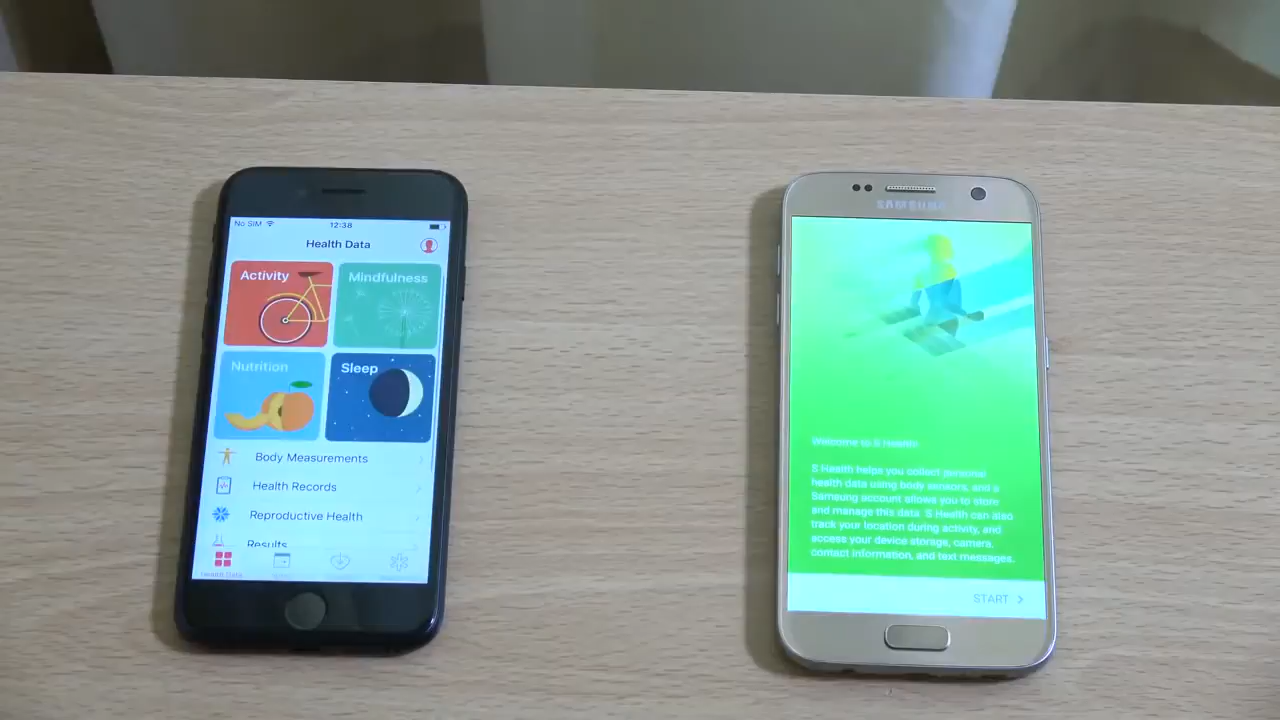 No SIM
12:38
Health Data
Activity
Mindfulness
Nutrition
Sleep
Body Measurements
Health Records
Reproductive Health
Results
Health Data
SAMSUNG
Welcome to S Health!
S Health helps you collect personal
health data using body sensors, and a
Samsung account allows you to store
and manage this data. S Health can also
track your location during activity, and
access your device storage, camera,
contact information, and text messages.
START